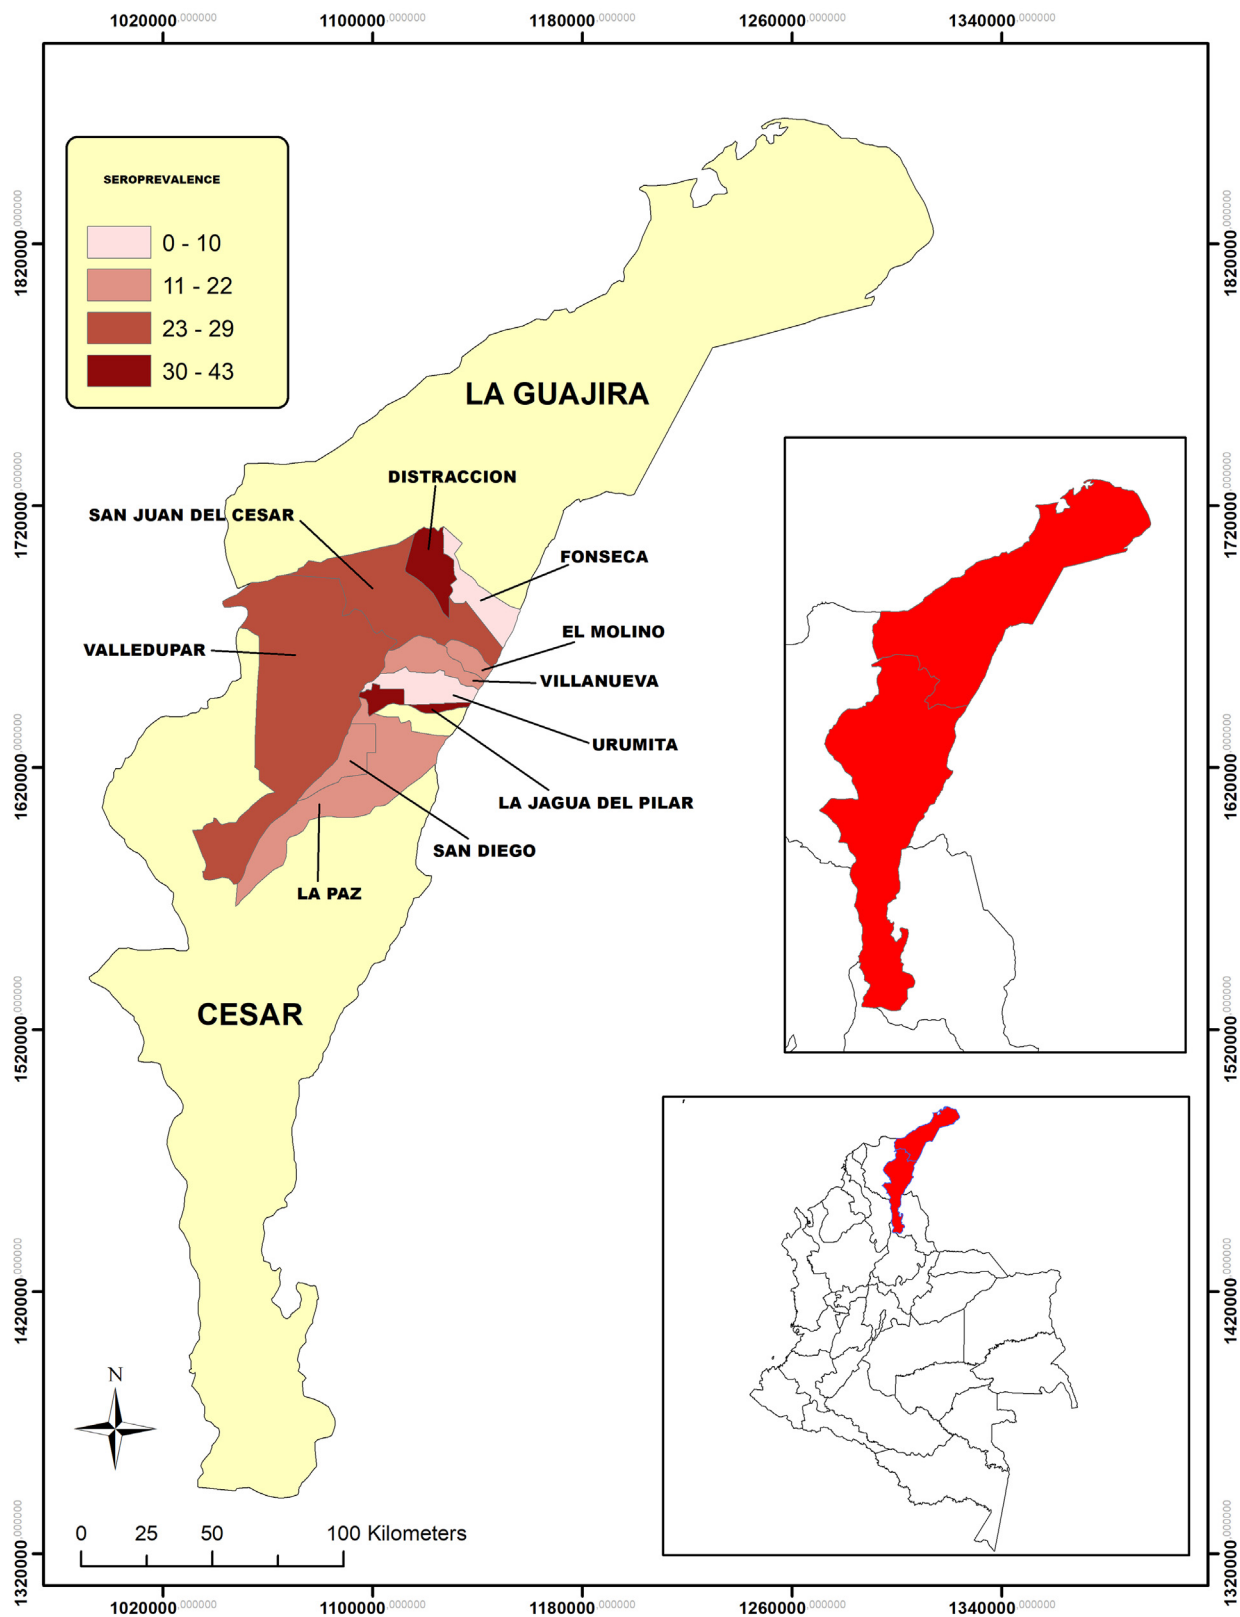 1020000.000000 1100000.000000 1180000.000000 1260000.000000 1340000.000000
SEROPREVALENCE
0 - 10
11 - 22
23 - 29
30 - 43
LA GUAJIRA
DISTRACCION
SAN JUAN DEL CESAR
FONSECA
EL MOLINO
VALLEDUPAR
VILLANUEVA
URUMITA
LA JAGUA DEL PILAR
SAN DIEGO
LA PAZ
CESAR
N
0 25 50 100 Kilometers
1820000.000000
1720000.000000
1620000.000000
1520000.000000
1420000.000000
1320000.000000
1820000.000000
1720000.000000
1620000.000000
1520000.000000
1420000.000000
1320000.000000
1020000.000000 1100000.000000 1180000.000000 1260000.000000 1340000.000000